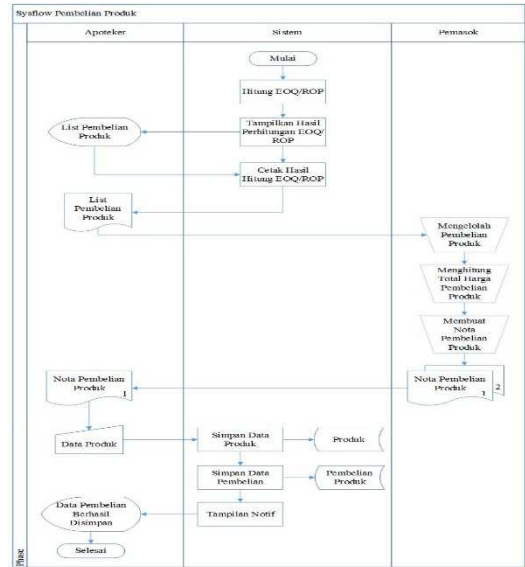 Sysflow Pembelian Produk
Apoteker
Sistem
Pemasok
Mulai
Hitung EOQ/ROP
List Pembelian
Produk
Tampilkan Hasil
Perhitungan EOQ/
ROP
Cetak Hasil
Hitung EOQ/ROP
List
Pembelian
Produk
Mengelolah
Pembelian
Produk
Menghitung
Total Harga
Pembelian
Produk
Membuat
Nota
Pembelian
Produk
Nota Pembelian
Produk
1
Nota Pembelian
Produk
1
2
Data Produk
Simpan Data
Produk
Produk
Simpan Data
Pembelian
Pembelian
Produk
Data Pembelian
Berhasil
Disimpan
Tampilan Notif
Selesai
Phase